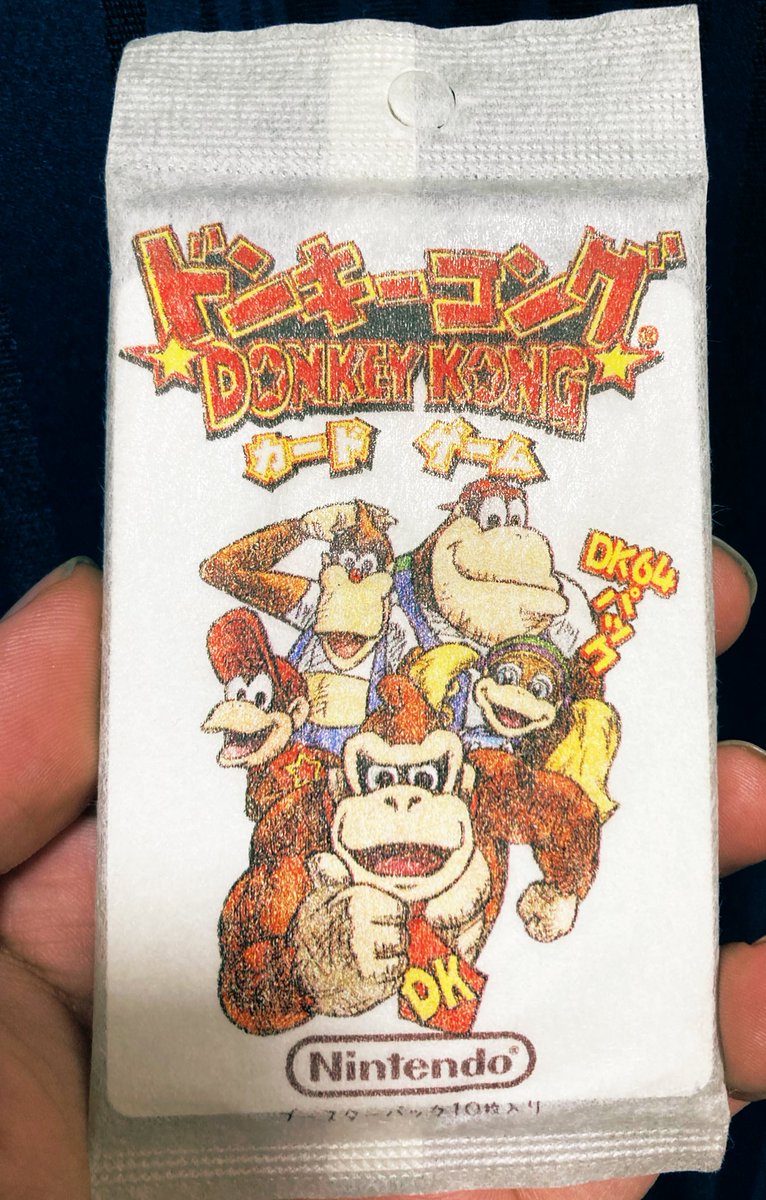 ドンキーコング®
DONKEY KONG
カード ゲーム
DK64
パック
DK
Nintendo®
ブースターパック10枚入り